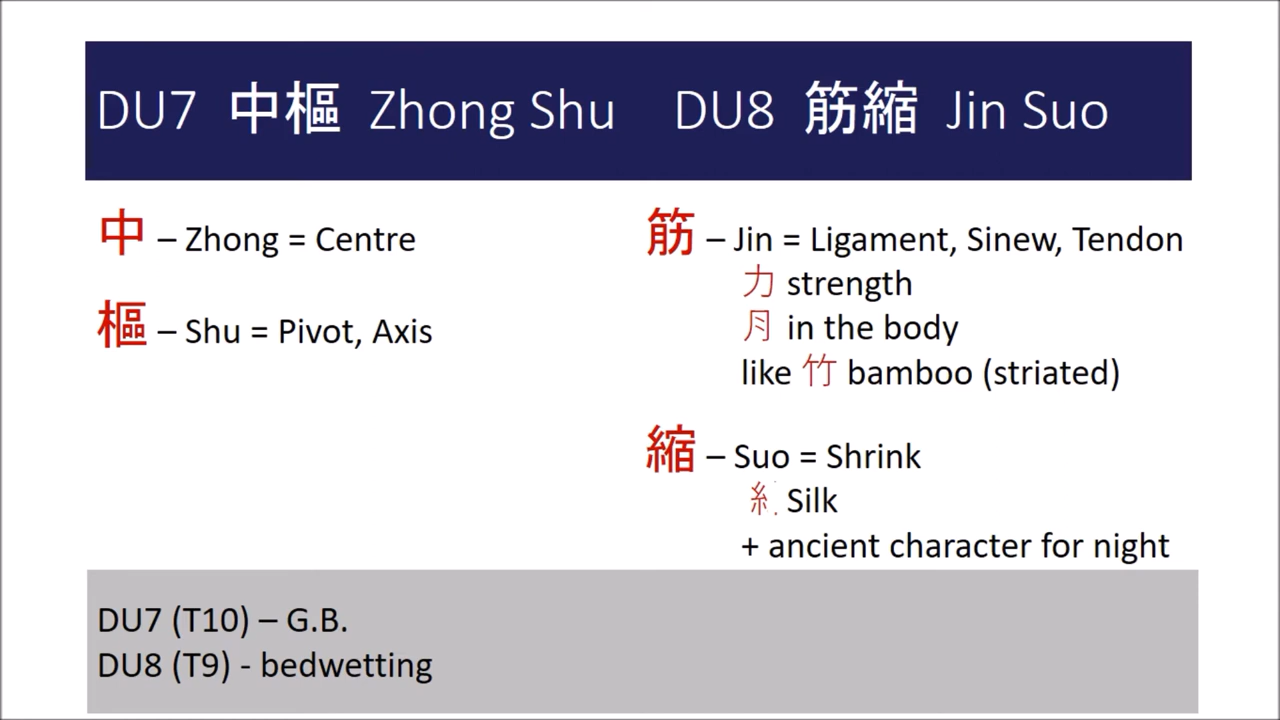 DU7 中樞 Zhong Shu DU8 筋縮 Jin Suo
中 – Zhong = Centre
樞 – Shu = Pivot, Axis
筋 – Jin = Ligament, Sinew, Tendon
力 strength
月 in the body
like 竹 bamboo (striated)
縮 – Suo = Shrink
糹 Silk
+ ancient character for night
DU7 (T10) – G.B.
DU8 (T9) - bedwetting